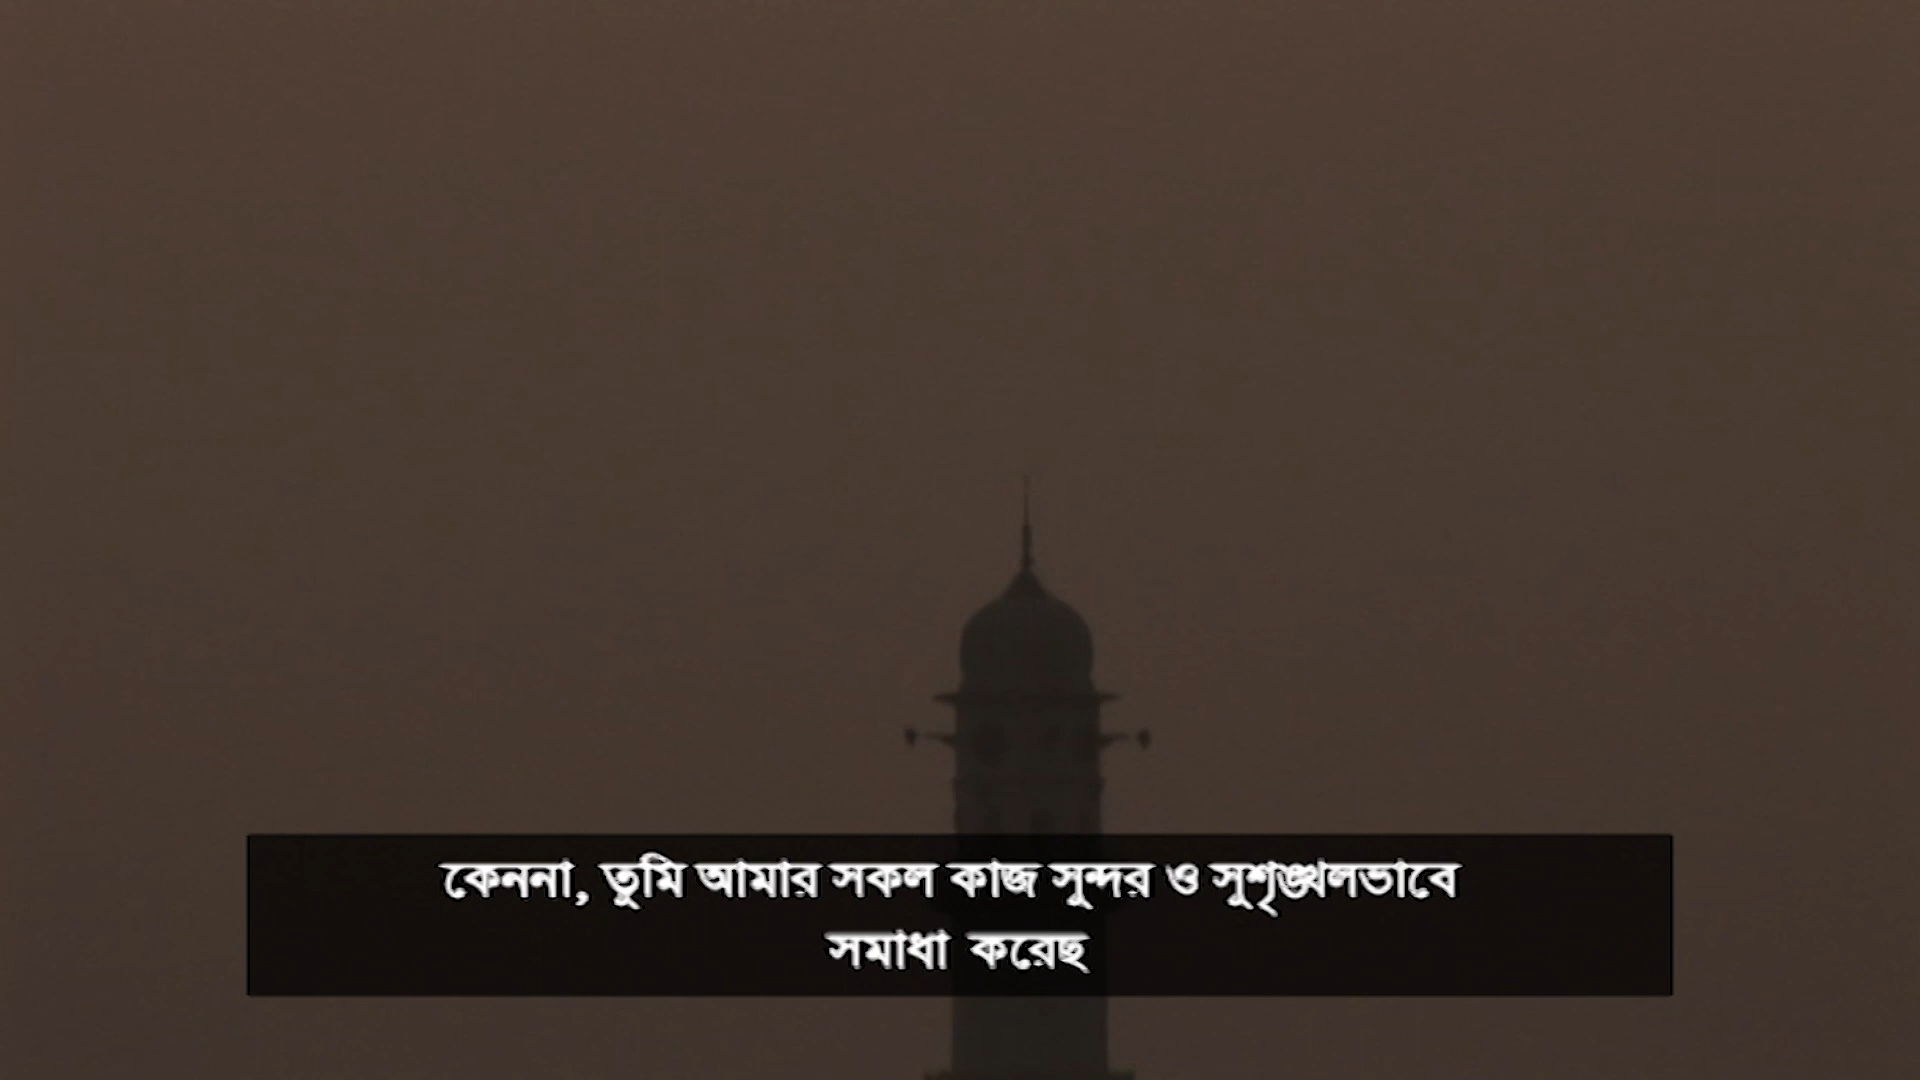 কেননা, তুমি আমার সকল কাজ সুন্দর ও সুশৃঙ্খলভাবে
সমাধা করেছ